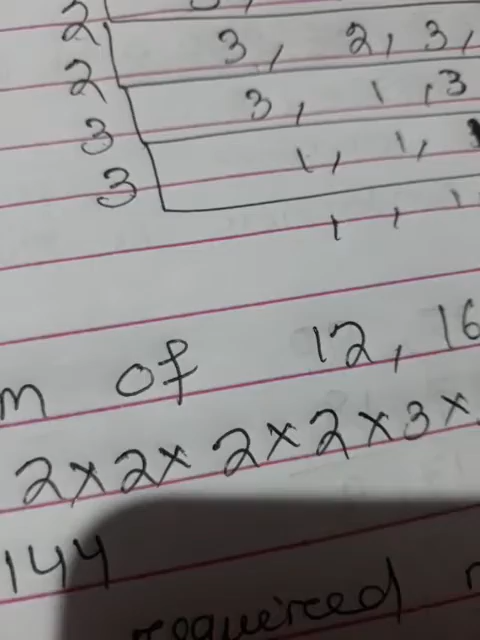 2
2 3, 2, 3,
3 3, 1, 3
3 1, 1,
1, 1, 1
m of 12, 16
2×2×2×2×3×
144
required